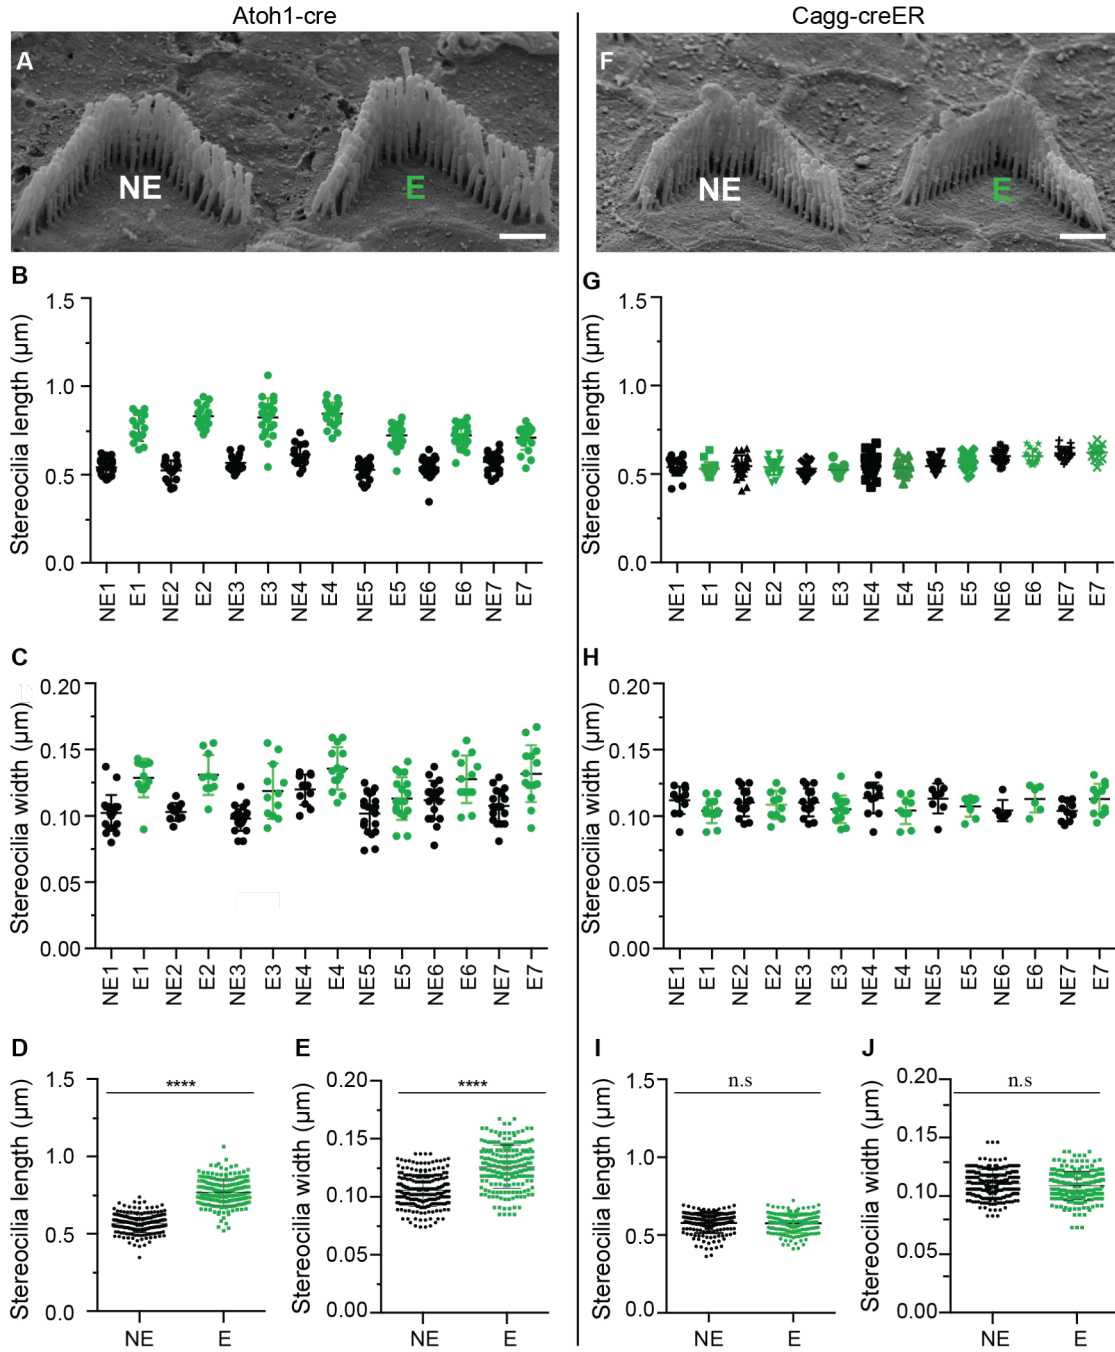 Atoh1-cre
Cagg-creER
A
NE
E
F
NE
E
B
Stereocilia length (µm)
1.5
1.0
0.5
0.0
NE1 E1 NE2 E2 NE3 E3 NE4 E4 NE5 E5 NE6 E6 NE7 E7
G
Stereocilia length (µm)
1.5
1.0
0.5
0.0
NE1 E1 NE2 E2 NE3 E3 NE4 E4 NE5 E5 NE6 E6 NE7 E7
C
Stereocilia width (µm)
0.20
0.15
0.10
0.05
0.00
NE1 E1 NE2 E2 NE3 E3 NE4 E4 NE5 E5 NE6 E6 NE7 E7
H
Stereocilia width (µm)
0.20
0.15
0.10
0.05
0.00
NE1 E1 NE2 E2 NE3 E3 NE4 E4 NE5 E5 NE6 E6 NE7 E7
D
Stereocilia length (µm)
1.5
1.0
0.5
0.0
****
NE E
E
Stereocilia width (µm)
0.20
0.15
0.10
0.05
0.00
****
NE E
I
Stereocilia length (µm)
1.5
1.0
0.5
0.0
n.s
NE E
J
Stereocilia width (µm)
0.20
0.15
0.10
0.05
0.00
n.s
NE E